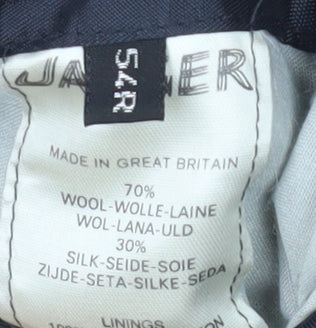 JAEGER
54R
MADE IN GREAT BRITAIN
70%
WOOL-WOLLE-LAINE
WOL-LANA-ULD
30%
SILK-SEIDE-SOIE
ZIJDE-SETA-SILKE-SEDA
LININGS